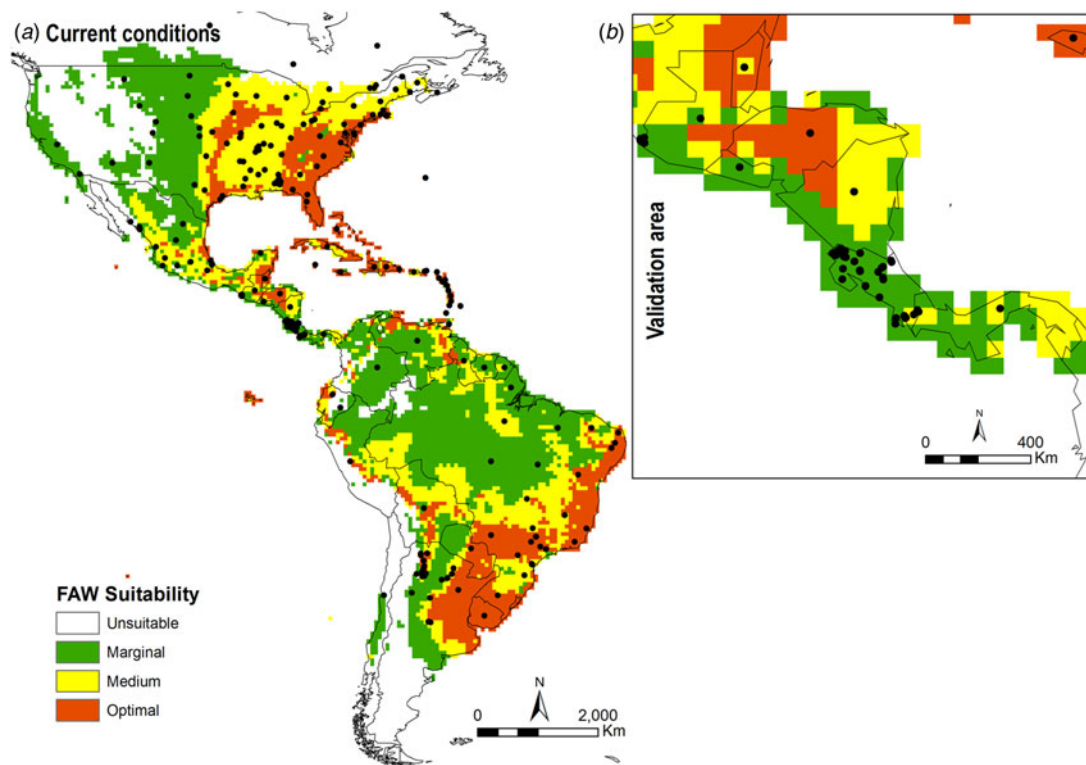 (a) Current conditions
FAW Suitability
Unsuitable
Marginal
Medium
Optimal
N
0 2,000
Km
(b)
Validation area
N
0 400
Km